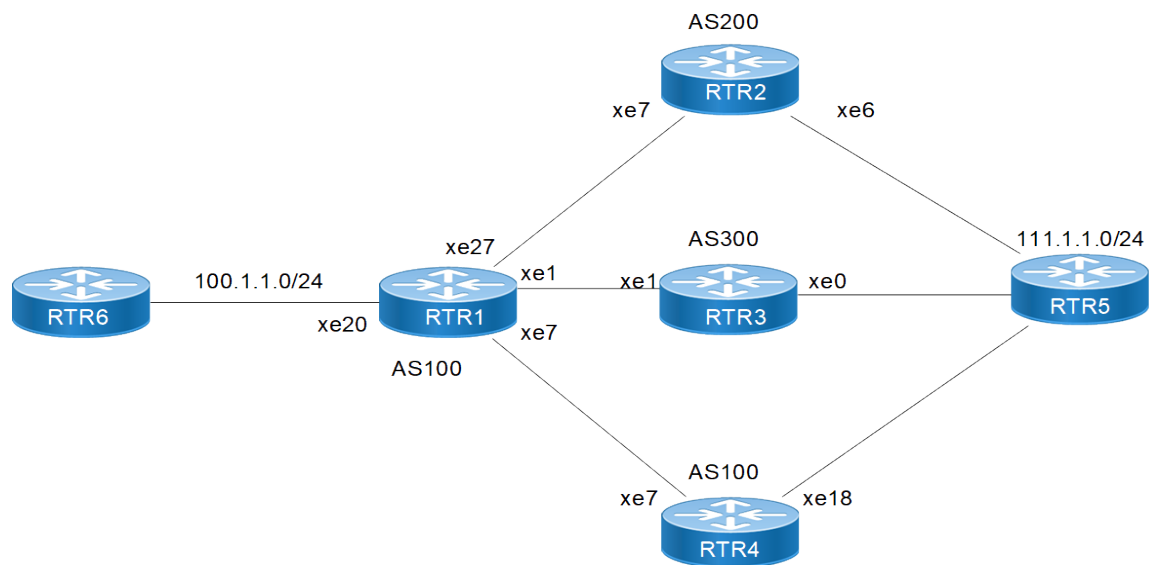 AS200
RTR2
xe7
xe6
xe27
AS300
111.1.1.0/24
100.1.1.0/24
xe1
xe1
xe0
RTR6
RTR1
RTR3
RTR5
xe20
xe7
AS100
AS100
xe7
xe18
RTR4